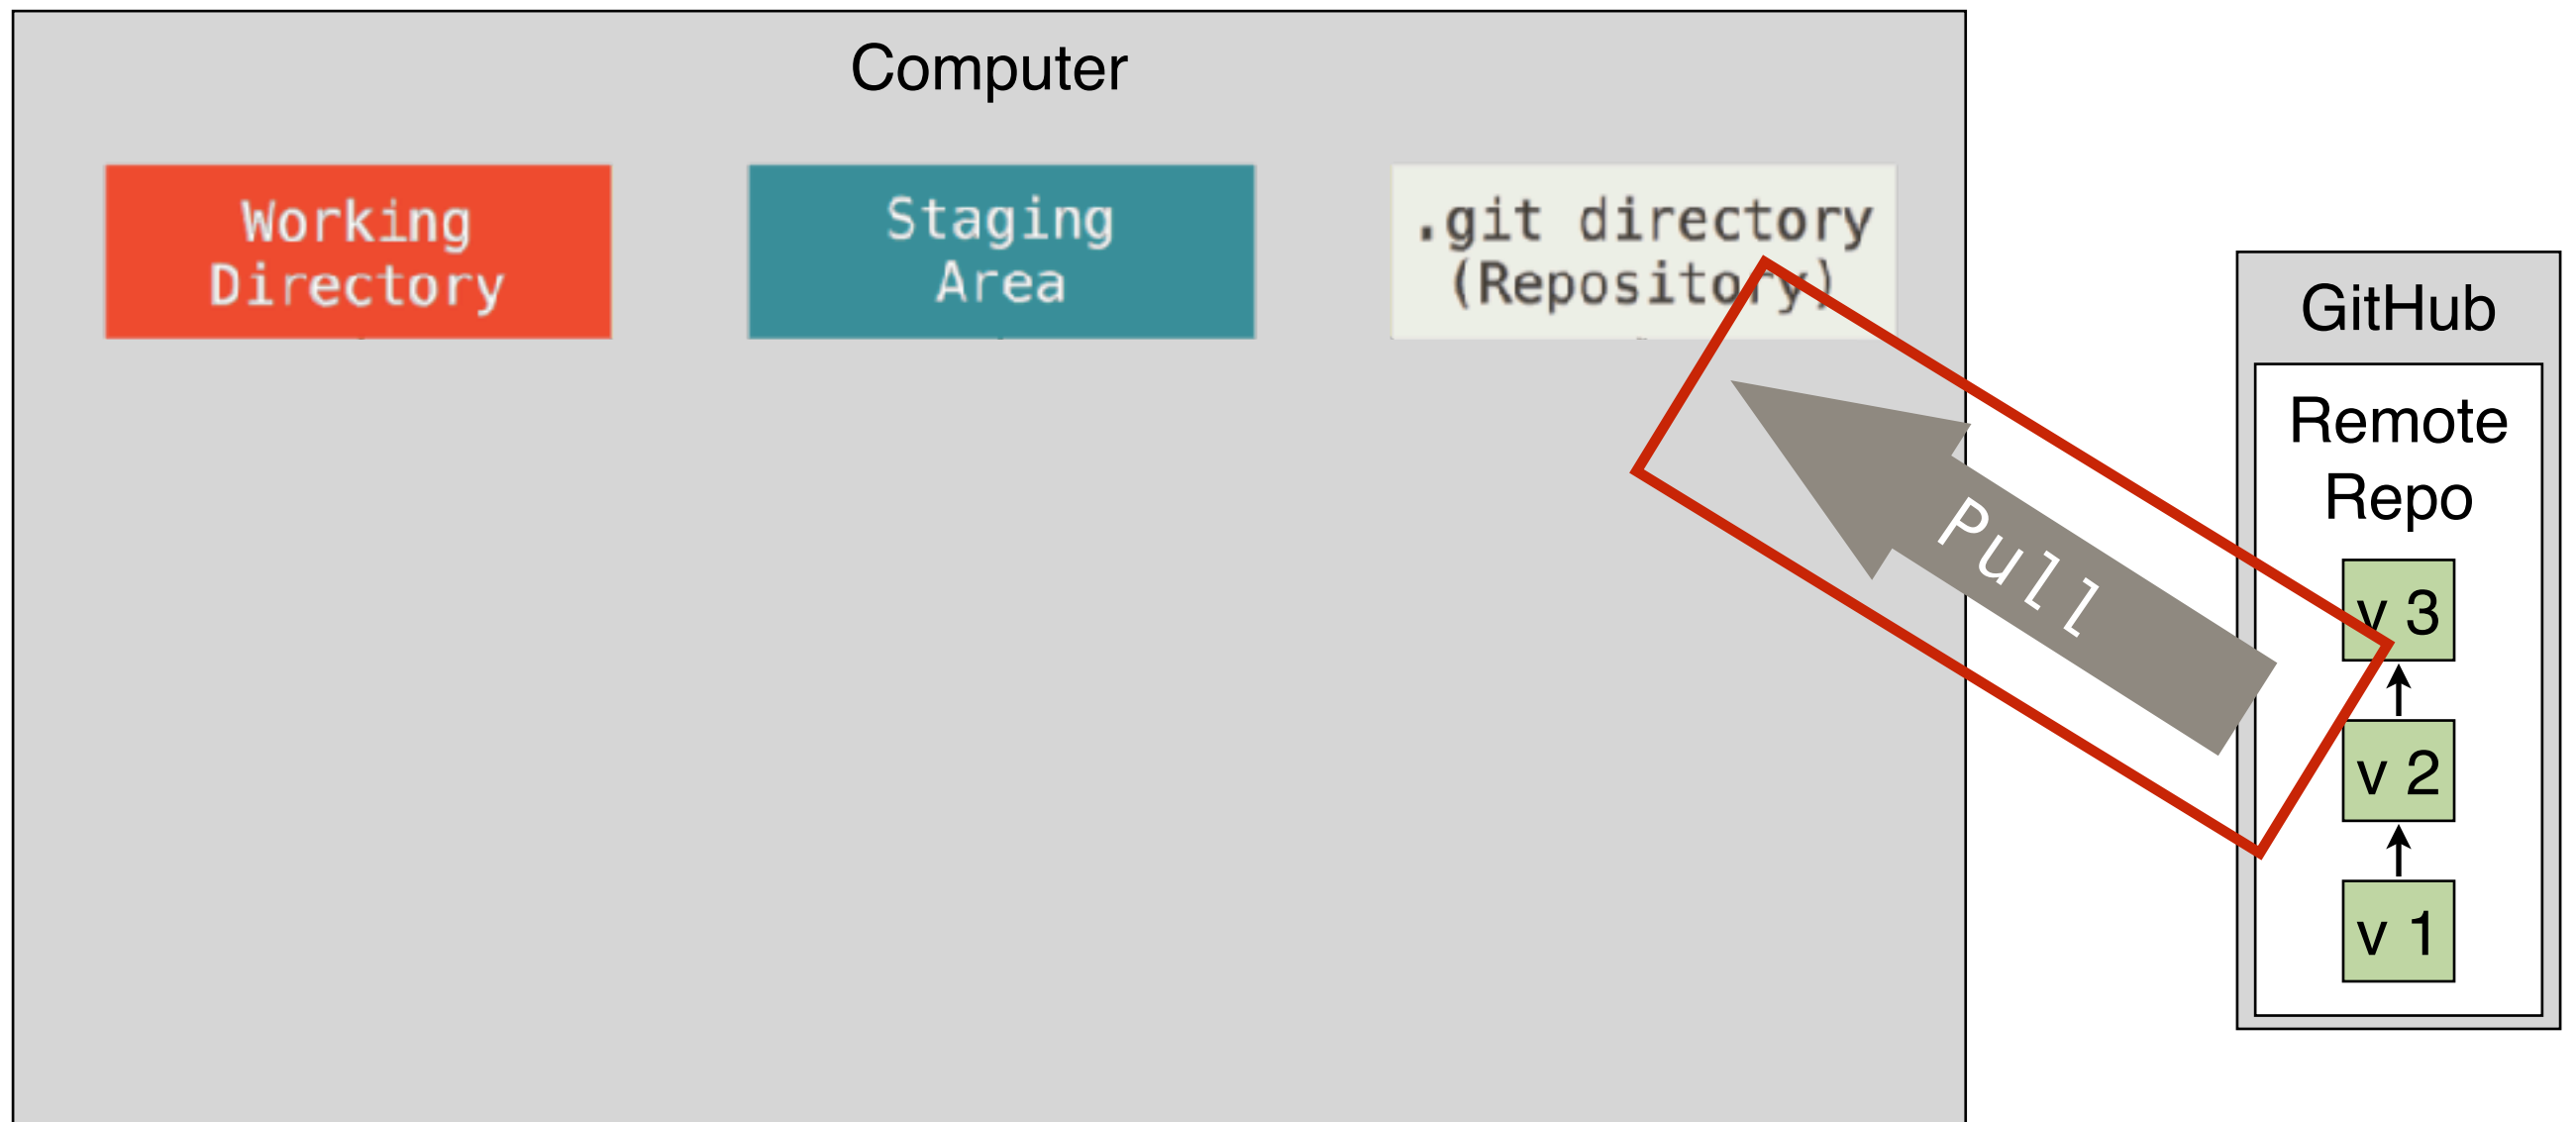 Computer
Working
Directory
Staging
Area
.git directory
(Repository)
Pull
GitHub
Remote
Repo
v 3
v 2
v 1